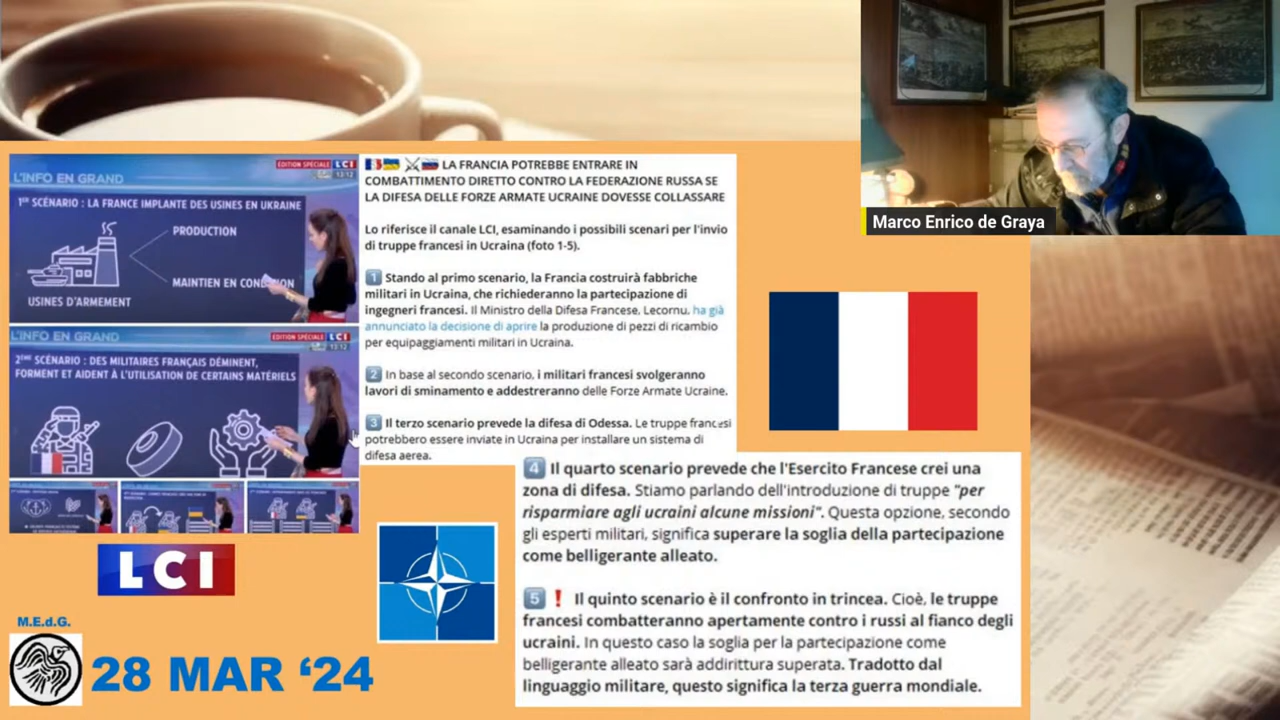 Marco Enrico de Graya
ÉDITION SPÉCIALE LCI
13:12
L'INFO EN GRAND
1ER SCÉNARIO : LA FRANCE IMPLANTE DES USINES EN UKRAINE
PRODUCTION
MAINTIEN EN CONDITION
USINES D'ARMEMENT
ÉDITION SPÉCIALE LCI
13:12
L'INFO EN GRAND
2ÈME SCÉNARIO : DES MILITAIRES FRANÇAIS DÉMINENT,
FORMENT ET AIDENT À L'UTILISATION DE CERTAINS MATÉRIELS
LA FRANCIA POTREBBE ENTRARE IN
COMBATTIMENTO DIRETTO CONTRO LA FEDERAZIONE RUSSA SE
LA DIFESA DELLE FORZE ARMATE UCRAINE DOVESSE COLLASSARE
Lo riferisce il canale LCI, esaminando i possibili scenari per l'invio
di truppe francesi in Ucraina (foto 1-5).
1 Stando al primo scenario, la Francia costruirà fabbriche
militari in Ucraina, che richiederanno la partecipazione di
ingegneri francesi. Il Ministro della Difesa Francese, Lecornu, ha già
annunciato la decisione di aprire la produzione di pezzi di ricambio
per equipaggiamenti militari in Ucraina.
2 In base al secondo scenario, i militari francesi svolgeranno
lavori di sminamento e addestreranno delle Forze Armate Ucraine.
3 Il terzo scenario prevede la difesa di Odessa. Le truppe francesi
potrebbero essere inviate in Ucraina per installare un sistema di
difesa aerea.
4 Il quarto scenario prevede che l'Esercito Francese crei una
zona di difesa. Stiamo parlando dell'introduzione di truppe "per
risparmiare agli ucraini alcune missioni". Questa opzione, secondo
gli esperti militari, significa superare la soglia della partecipazione
come belligerante alleato.
5 ❗ Il quinto scenario è il confronto in trincea. Cioè, le truppe
francesi combatteranno apertamente contro i russi al fianco degli
ucraini. In questo caso la soglia per la partecipazione come
belligerante alleato sarà addirittura superata. Tradotto dal
linguaggio militare, questo significa la terza guerra mondiale.
LCI
M.E.d.G.
28 MAR ‘24